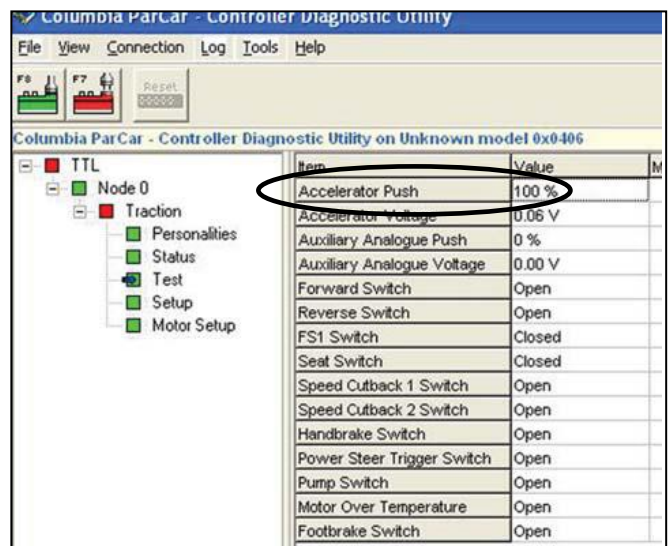 Columbia ParCar - Controller Diagnostic Utility
File View Connection Log Tools Help
F8 F7 Reset
Columbia ParCar - Controller Diagnostic Utility on Unknown model 0x0406
TTL
Node 0
Traction
Personalities
Status
Test
Setup
Motor Setup
Item Value M
Accelerator Push 100 %
Accelerator Voltage 0.06 V
Auxiliary Analogue Push 0 %
Auxiliary Analogue Voltage 0.00 V
Forward Switch Open
Reverse Switch Open
FS1 Switch Closed
Seat Switch Closed
Speed Cutback 1 Switch Open
Speed Cutback 2 Switch Open
Handbrake Switch Open
Power Steer Trigger Switch Open
Pump Switch Open
Motor Over Temperature Open
Footbrake Switch Open